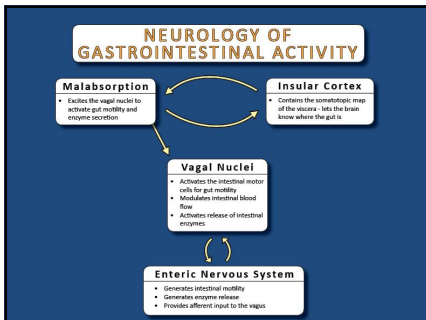 NEUROLOGY OF
GASTROINTESTINAL ACTIVITY
Malabsorption
• Excites the vagal nuclei to
activate gut motility and
enzyme secretion
Insular Cortex
• Contains the somatotopic map
of the viscera - lets the brain
know where the gut is
Vagal Nuclei
• Activates the intestinal motor
cells for gut motility
• Modulates intestinal blood
flow
• Activates release of intestinal
enzymes
Enteric Nervous System
• Generates intestinal motility
• Generates enzyme release
• Provides afferent input to the vagus